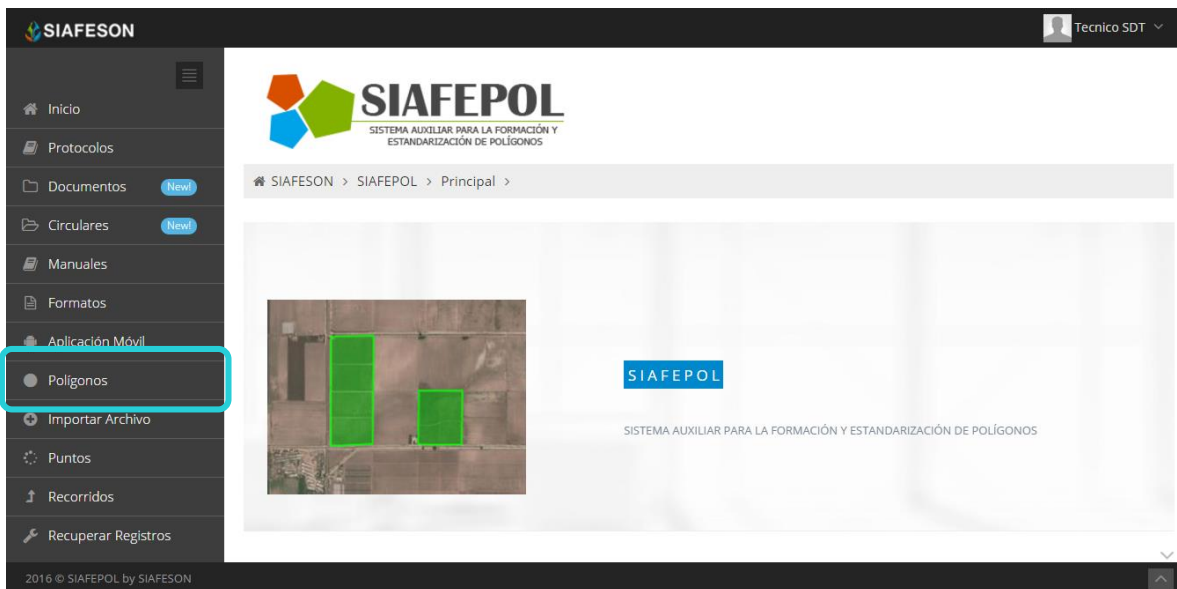 SIAFESON
Tecnico SDT
Inicio
Protocolos
Documentos New!
Circulares New!
Manuales
Formatos
Aplicación Móvil
Polígonos
Importar Archivo
Puntos
Recorridos
Recuperar Registros
2016 © SIAFEPOL by SIAFESON
SIAFEPOL
SISTEMA AUXILIAR PARA LA FORMACIÓN Y
ESTANDARIZACIÓN DE POLÍGONOS
SIAFESON > SIAFEPOL > Principal >
SIAFEPOL
SISTEMA AUXILIAR PARA LA FORMACIÓN Y ESTANDARIZACIÓN DE POLÍGONOS